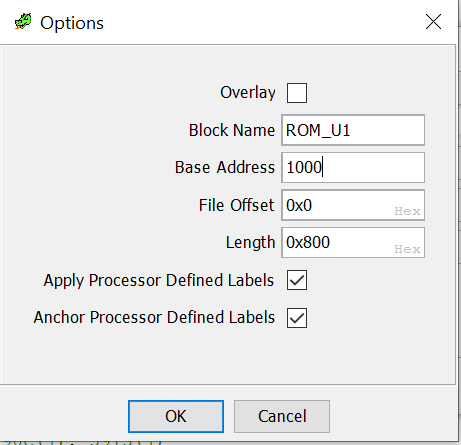 Options
Overlay
Block Name ROM_U1
Base Address 1000
File Offset 0x0 Hex
Length 0x800 Hex
Apply Processor Defined Labels
Anchor Processor Defined Labels
OK Cancel